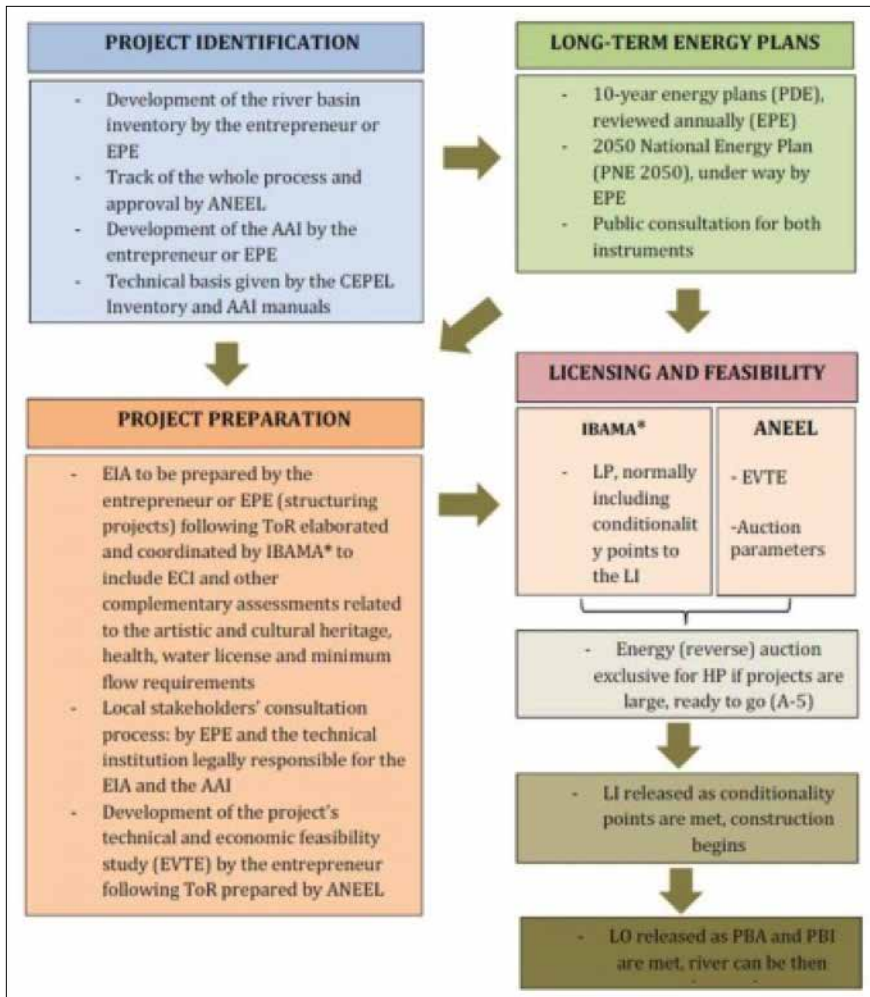 PROJECT IDENTIFICATION
- Development of the river basin
inventory by the entrepreneur or
EPE
- Track of the whole process and
approval by ANEEL
- Development of the AAI by the
entrepreneur or EPE
- Technical basis given by the CEPEL
Inventory and AAI manuals
LONG-TERM ENERGY PLANS
- 10-year energy plans (PDE),
reviewed annually (EPE)
- 2050 National Energy Plan
(PNE 2050), under way by
EPE
- Public consultation for both
instruments
PROJECT PREPARATION
- EIA to be prepared by the
entrepreneur or EPE (structuring
projects) following ToR elaborated
and coordinated by IBAMA* to
include ECI and other
complementary assessments related
to the artistic and cultural heritage,
health, water license and minimum
flow requirements
- Local stakeholders' consultation
process: by EPE and the technical
institution legally responsible for the
EIA and the AAI
- Development of the project's
technical and economic feasibility
study (EVTE) by the entrepreneur
following ToR prepared by ANEEL
LICENSING AND FEASIBILITY
IBAMA*
- LP, normally
including
conditionalit
y points to
the LI
ANEEL
- EVTE
-Auction
parameters
- Energy (reverse) auction
exclusive for HP if projects are
large, ready to go (A-5)
- LI released as conditionality
points are met, construction
begins
- LO released as PBA and PBI
are met, river can be then